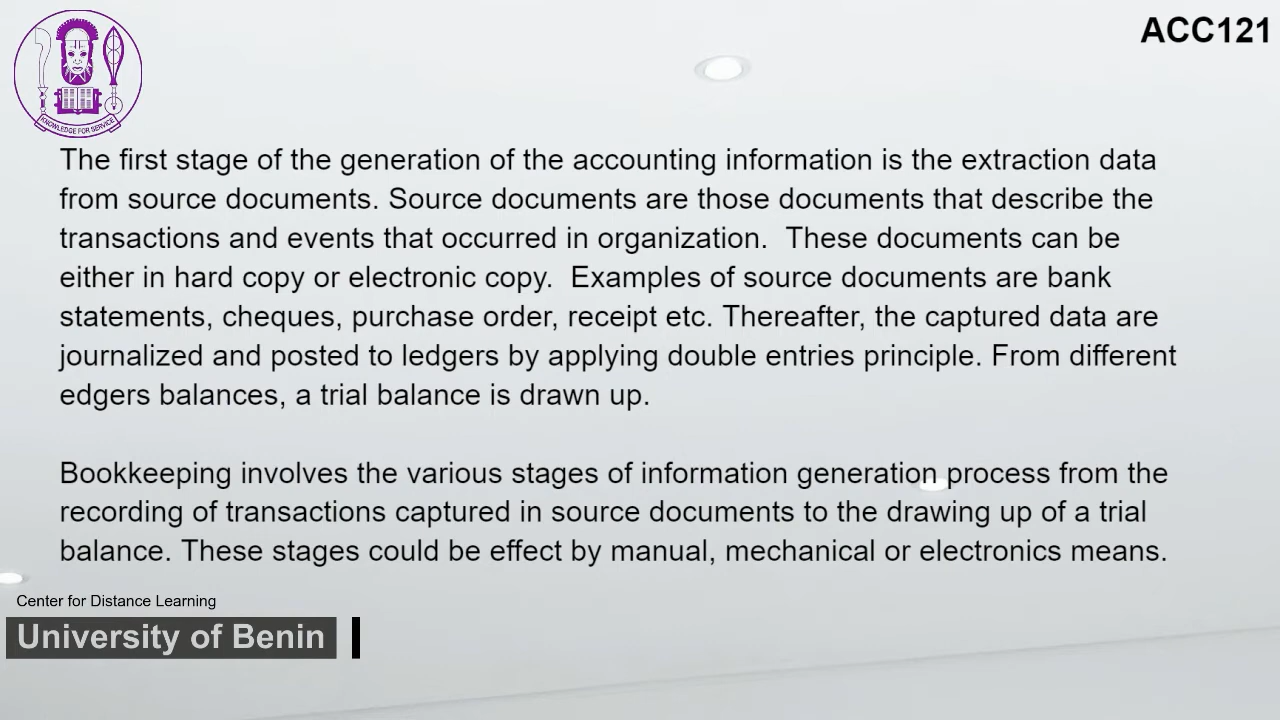 ACC121
KNOWLEDGE FOR SERVICE
The first stage of the generation of the accounting information is the extraction data
from source documents. Source documents are those documents that describe the
transactions and events that occurred in organization.  These documents can be
either in hard copy or electronic copy.  Examples of source documents are bank
statements, cheques, purchase order, receipt etc. Thereafter, the captured data are
journalized and posted to ledgers by applying double entries principle. From different
edgers balances, a trial balance is drawn up.
Bookkeeping involves the various stages of information generation process from the
recording of transactions captured in source documents to the drawing up of a trial
balance. These stages could be effect by manual, mechanical or electronics means.
Center for Distance Learning
University of Benin